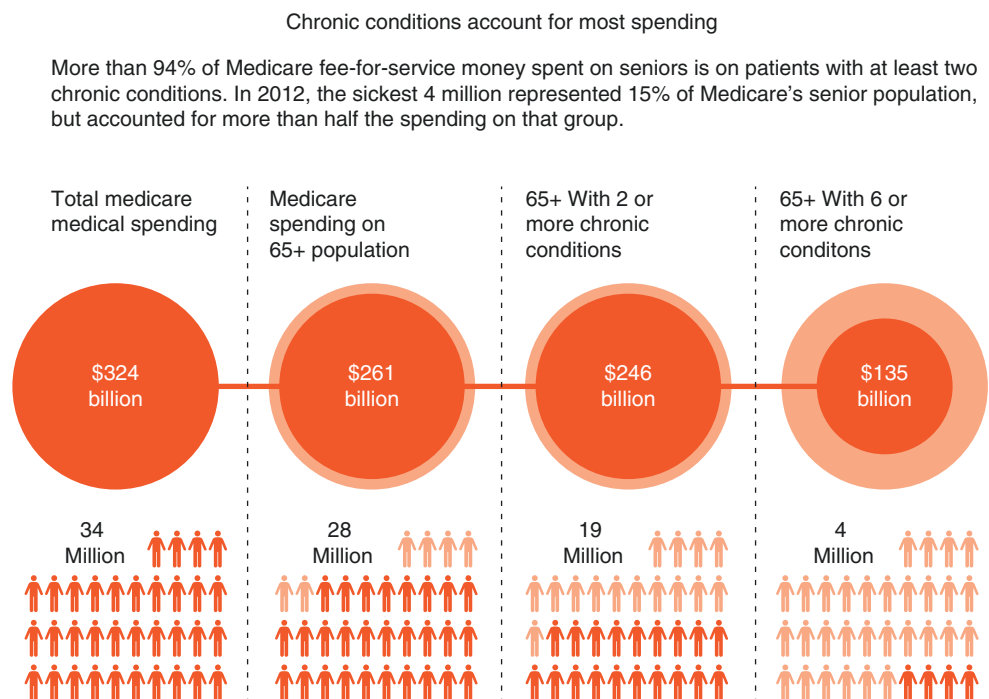 Chronic conditions account for most spending
More than 94% of Medicare fee-for-service money spent on seniors is on patients with at least two
chronic conditions. In 2012, the sickest 4 million represented 15% of Medicare's senior population,
but accounted for more than half the spending on that group.
Total medicare
medical spending
Medicare
spending on
65+ population
65+ With 2 or
more chronic
conditions
65+ With 6 or
more chronic
conditons
$324
billion
$261
billion
$246
billion
$135
billion
34
Million
28
Million
19
Million
4
Million